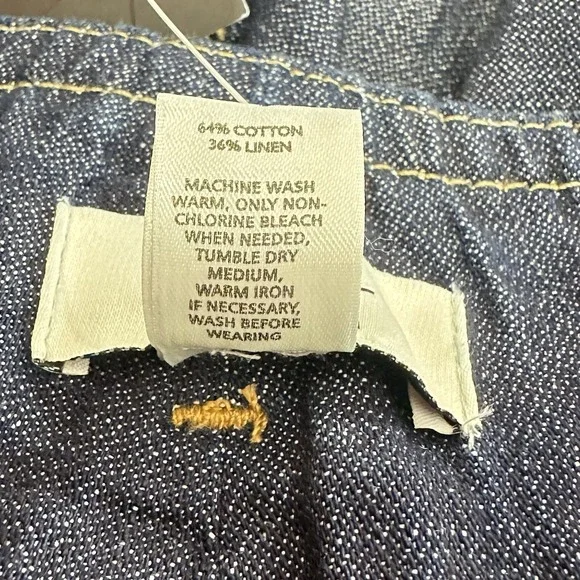 64% COTTON
36% LINEN
MACHINE WASH
WARM, ONLY NON-
CHLORINE BLEACH
WHEN NEEDED,
TUMBLE DRY
MEDIUM,
WARM IRON
IF NECESSARY,
WASH BEFORE
WEARING